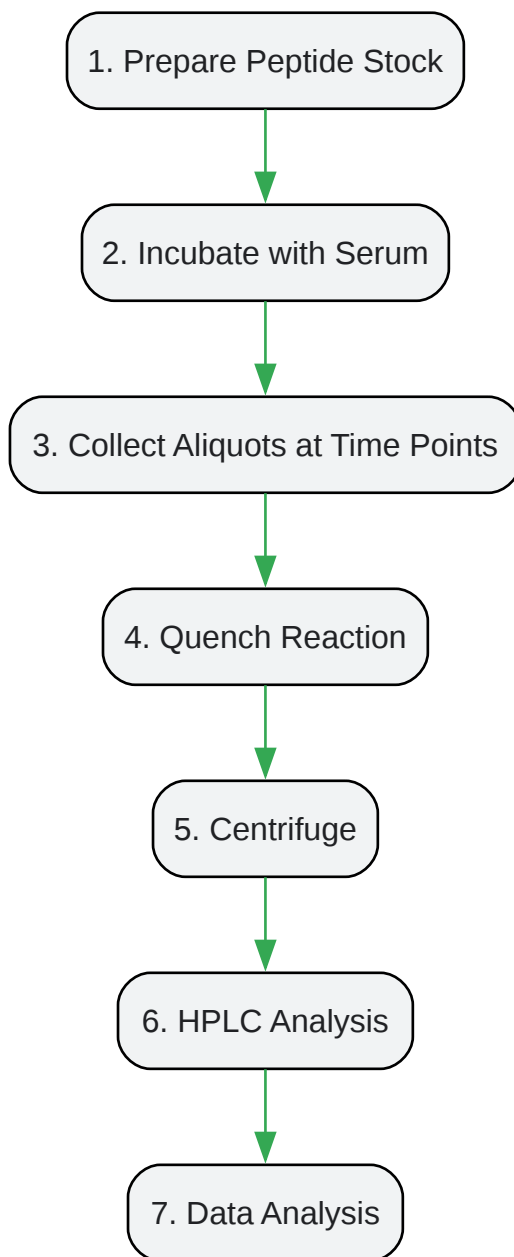 1. Prepare Peptide Stock
2. Incubate with Serum
3. Collect Aliquots at Time Points
4. Quench Reaction
5. Centrifuge
6. HPLC Analysis
7. Data Analysis